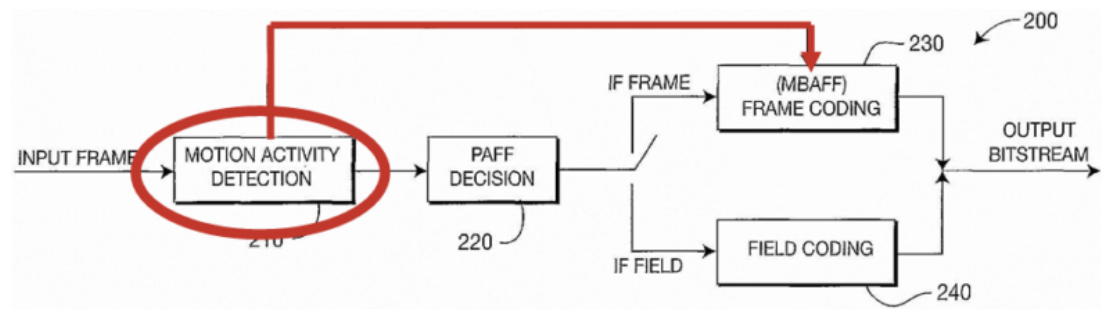 200
230
IF FRAME
(MBAFF)
FRAME CODING
INPUT FRAME
MOTION ACTIVITY
DETECTION
PAFF
DECISION
OUTPUT
BITSTREAM
210
220
IF FIELD
FIELD CODING
240